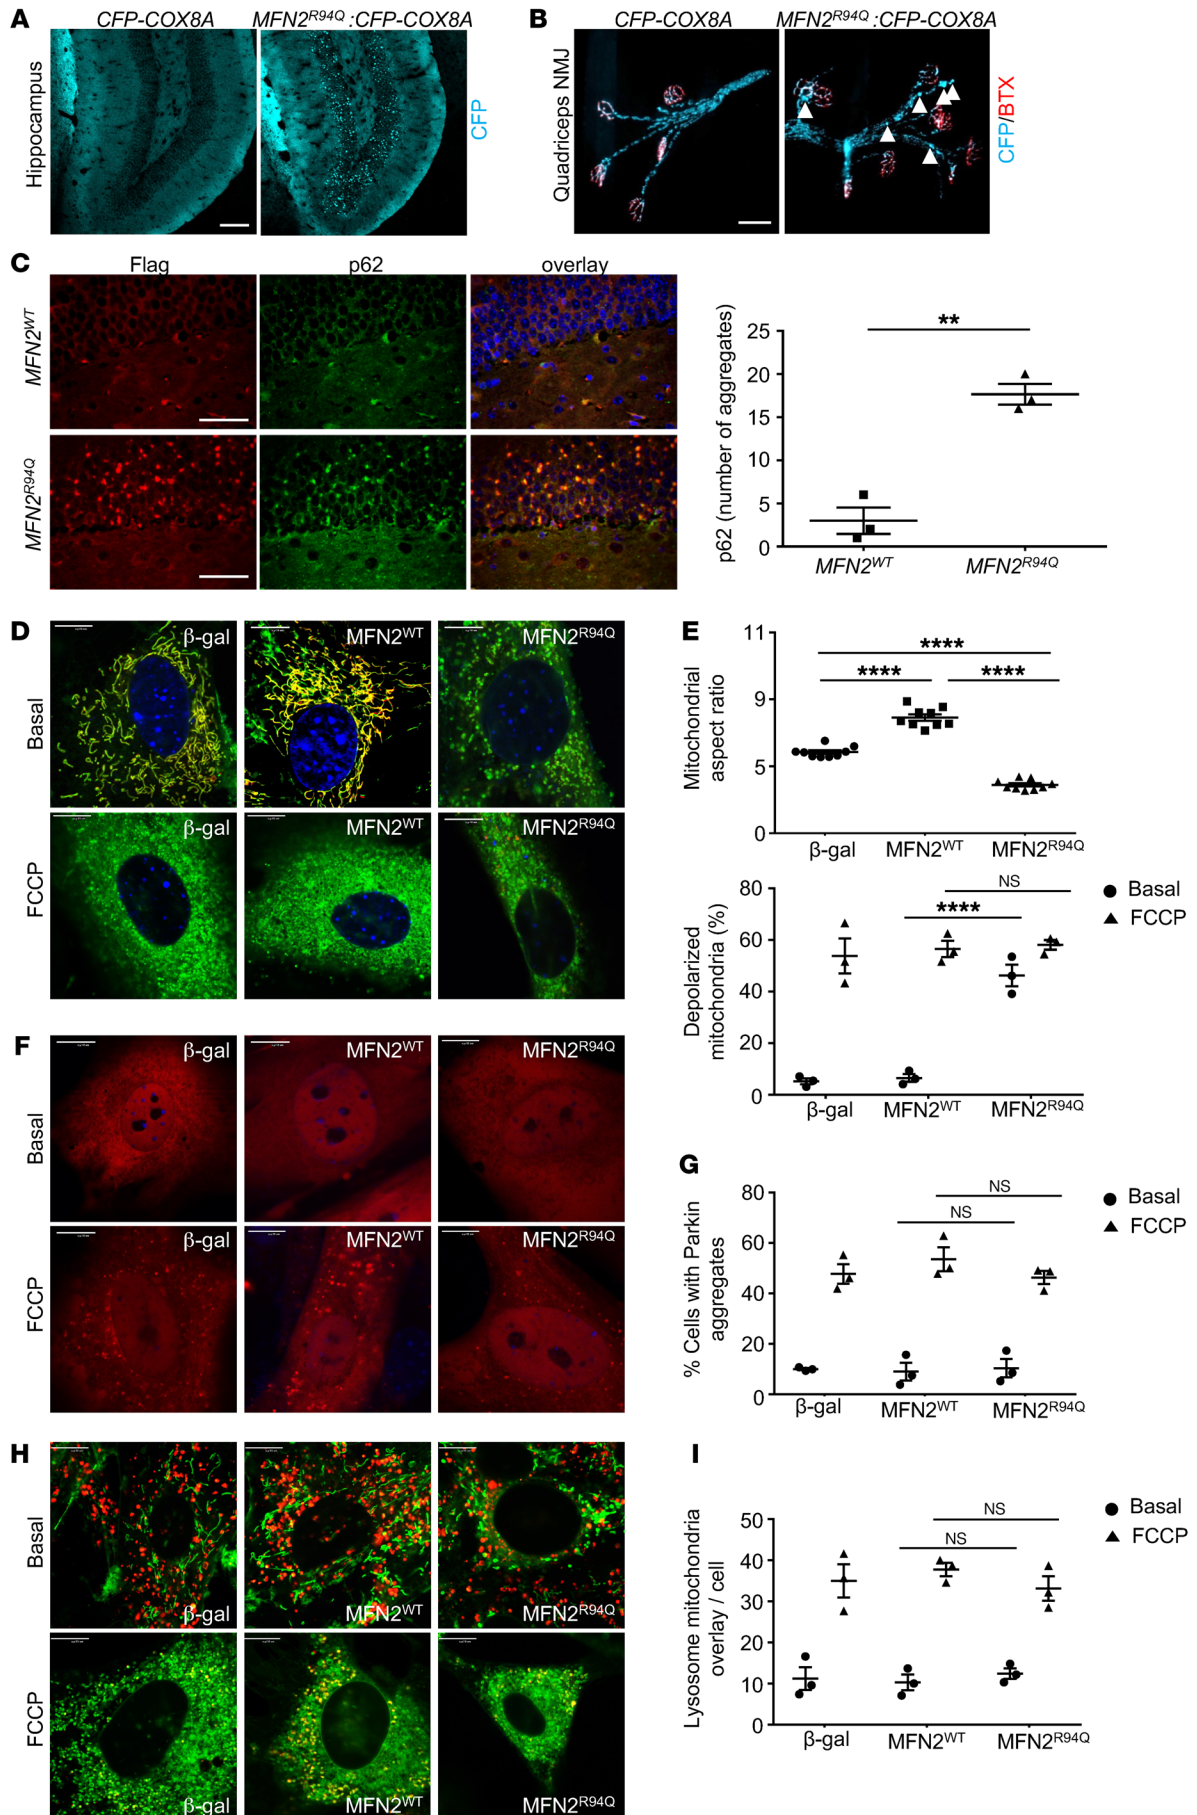 A
CFP-COX8A
MFN2R94Q :CFP-COX8A
Hippocampus
CFP
B
CFP-COX8A
MFN2R94Q :CFP-COX8A
Quadriceps NMJ
CFP/BTX
C
Flag
p62
overlay
MFN2WT
MFN2R94Q
p62 (number of aggregates)
25
20
15
10
5
0
**
MFN2WT
MFN2R94Q
D
Basal
β-gal
MFN2WT
MFN2R94Q
FCCP
β-gal
MFN2WT
MFN2R94Q
E
Mitochondrial
aspect ratio
11
9
5
0
****
****
****
β-gal
MFN2WT
MFN2R94Q
Depolarized
mitochondria (%)
80
60
40
20
0
NS
****
Basal
FCCP
β-gal
MFN2WT
MFN2R94Q
F
Basal
β-gal
MFN2WT
MFN2R94Q
FCCP
β-gal
MFN2WT
MFN2R94Q
G
% Cells with Parkin
aggregates
80
60
40
20
0
NS
NS
Basal
FCCP
β-gal
MFN2WT
MFN2R94Q
H
Basal
β-gal
MFN2WT
MFN2R94Q
FCCP
β-gal
MFN2WT
MFN2R94Q
I
Lysosome mitochondria
overlay / cell
50
40
30
20
10
0
NS
NS
Basal
FCCP
β-gal
MFN2WT
MFN2R94Q